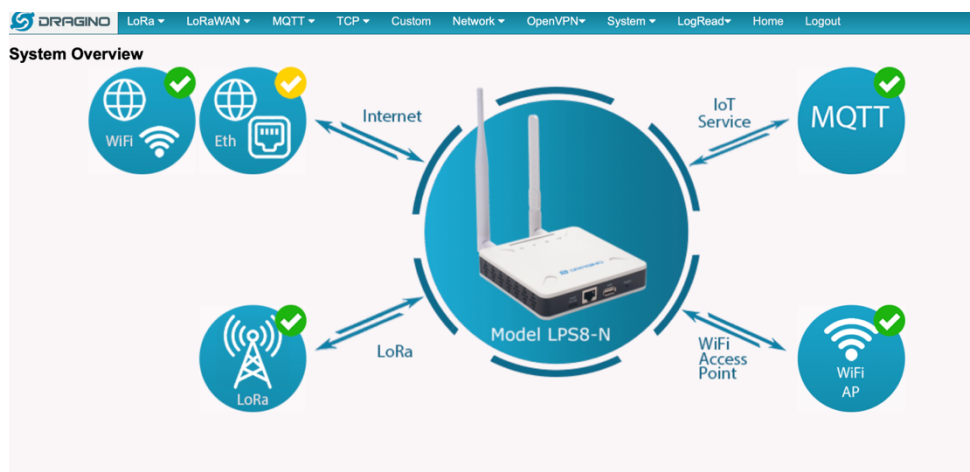 DRAGINO LoRa LoRaWAN MQTT TCP Custom Network OpenVPN System LogRead Home Logout
System Overview
WiFi
Eth
Internet
IoT
Service
MQTT
DRAGINO
Model LPS8-N
LoRa
LoRa
WiFi
Access
Point
WiFi
AP